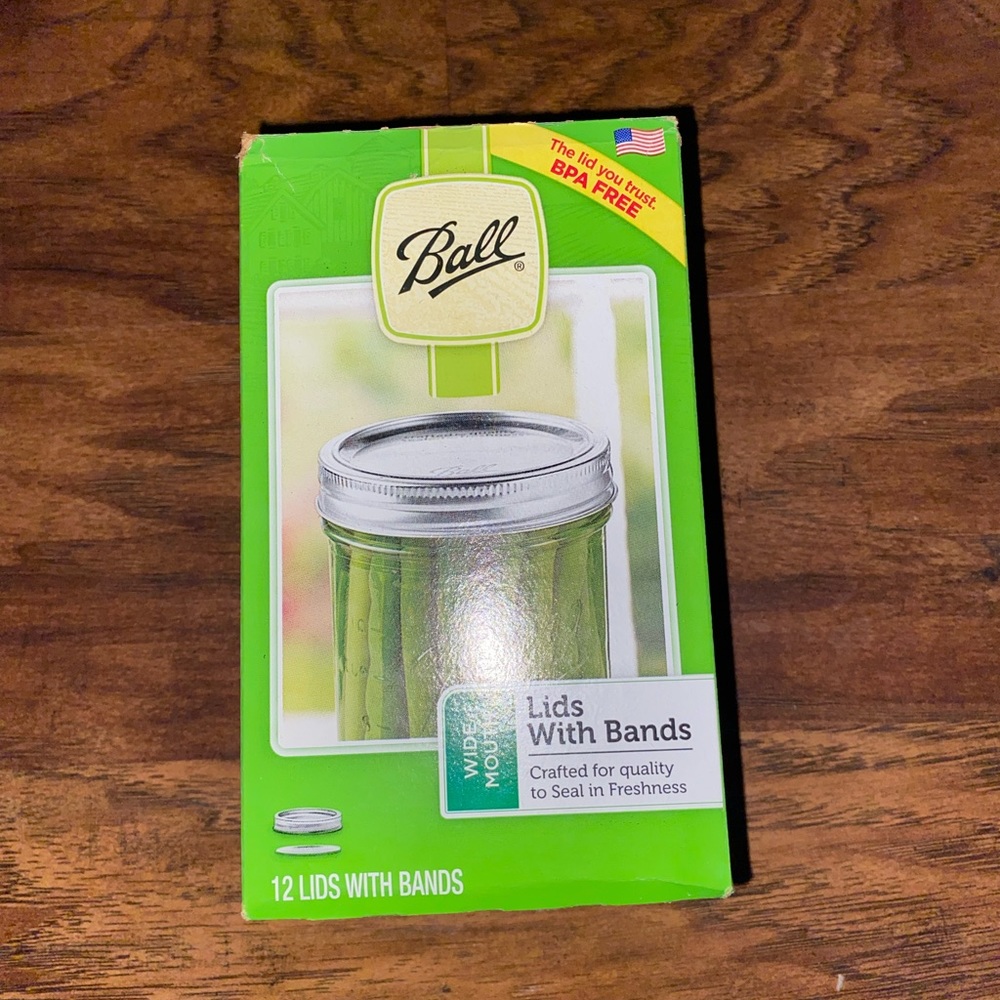 The lid you trust.
BPA FREE
Ball®
Ball
WIDE
MOUTH
Lids
With Bands
Crafted for quality
to Seal in Freshness
12 LIDS WITH BANDS